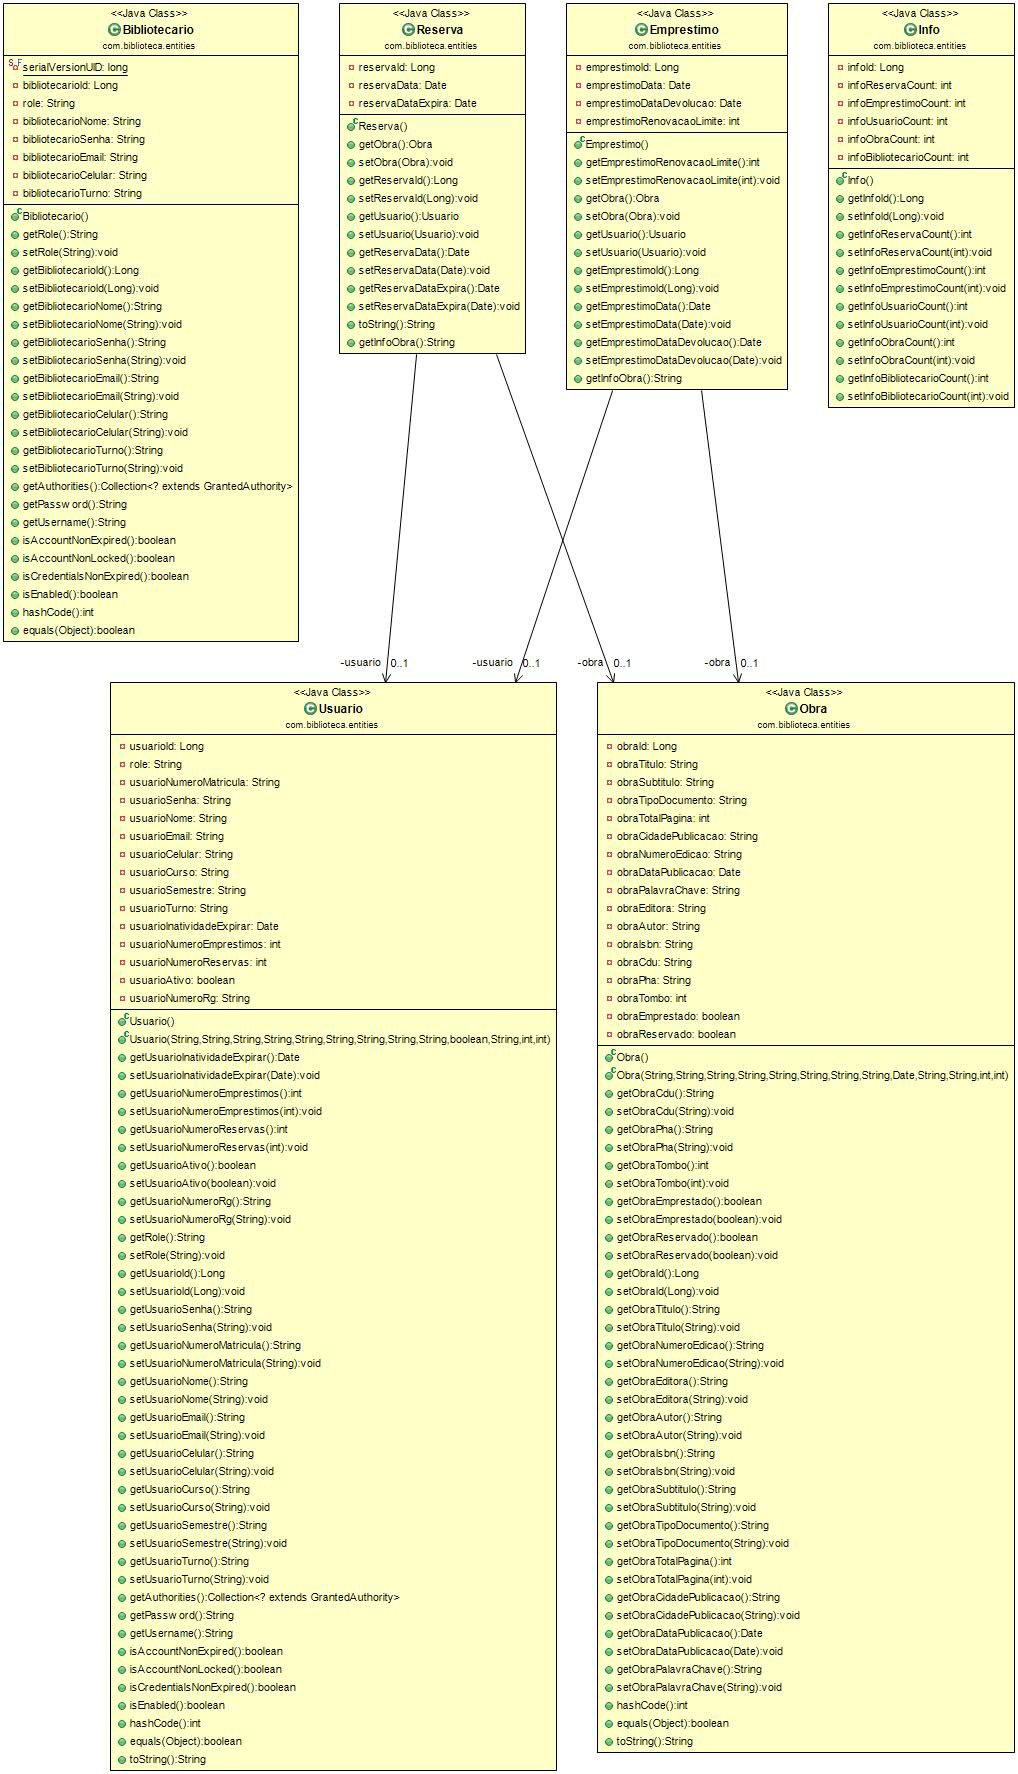 <<Java Class>>
Bibliotecario
com.biblioteca.entities
serialVersionUID: long
bibliotecarioId: Long
role: String
bibliotecarioNome: String
bibliotecarioSenha: String
bibliotecarioEmail: String
bibliotecarioCelular: String
bibliotecarioTurno: String
Bibliotecario()
getRole():String
setRole(String):void
getBibliotecarioId():Long
setBibliotecarioId(Long):void
getBibliotecarioNome():String
setBibliotecarioNome(String):void
getBibliotecarioSenha():String
setBibliotecarioSenha(String):void
getBibliotecarioEmail():String
setBibliotecarioEmail(String):void
getBibliotecarioCelular():String
setBibliotecarioCelular(String):void
getBibliotecarioTurno():String
setBibliotecarioTurno(String):void
getAuthorities():Collection<? extends GrantedAuthority>
getPassword():String
getUsername():String
isAccountNonExpired():boolean
isAccountNonLocked():boolean
isCredentialsNonExpired():boolean
isEnabled():boolean
hashCode():int
equals(Object):boolean
<<Java Class>>
Reserva
com.biblioteca.entities
reservaId: Long
reservaData: Date
reservaDataExpira: Date
Reserva()
getObra():Obra
setObra(Obra):void
getReservaId():Long
setReservaId(Long):void
getUsuario():Usuario
setUsuario(Usuario):void
getReservaData():Date
setReservaData(Date):void
getReservaDataExpira():Date
setReservaDataExpira(Date):void
toString():String
getInfoObra():String
<<Java Class>>
Emprestimo
com.biblioteca.entities
emprestimoId: Long
emprestimoData: Date
emprestimoDataDevolucao: Date
emprestimoRenovacaoLimite: int
Emprestimo()
getEmprestimoRenovacaoLimite():int
setEmprestimoRenovacaoLimite(int):void
getObra():Obra
setObra(Obra):void
getUsuario():Usuario
setUsuario(Usuario):void
getEmprestimoId():Long
setEmprestimoId(Long):void
getEmprestimoData():Date
setEmprestimoData(Date):void
getEmprestimoDataDevolucao():Date
setEmprestimoDataDevolucao(Date):void
getInfoObra():String
<<Java Class>>
Info
com.biblioteca.entities
infoId: Long
infoReservaCount: int
infoEmprestimoCount: int
infoUsuarioCount: int
infoObraCount: int
infoBibliotecarioCount: int
Info()
getInfoId():Long
setInfoId(Long):void
getInfoReservaCount():int
setInfoReservaCount(int):void
getInfoEmprestimoCount():int
setInfoEmprestimoCount(int):void
getInfoUsuarioCount():int
setInfoUsuarioCount(int):void
getInfoObraCount():int
setInfoObraCount(int):void
getInfoBibliotecarioCount():int
setInfoBibliotecarioCount(int):void
-usuario 0..1
-usuario 0..1
-obra 0..1
-obra 0..1
<<Java Class>>
Usuario
com.biblioteca.entities
usuarioId: Long
role: String
usuarioNumeroMatricula: String
usuarioSenha: String
usuarioNome: String
usuarioEmail: String
usuarioCelular: String
usuarioCurso: String
usuarioSemestre: String
usuarioTurno: String
usuarioInatividadeExpirar: Date
usuarioNumeroEmprestimos: int
usuarioNumeroReservas: int
usuarioAtivo: boolean
usuarioNumeroRg: String
Usuario()
Usuario(String,String,String,String,String,String,String,String,String,boolean,String,int,int)
getUsuarioInatividadeExpirar():Date
setUsuarioInatividadeExpirar(Date):void
getUsuarioNumeroEmprestimos():int
setUsuarioNumeroEmprestimos(int):void
getUsuarioNumeroReservas():int
setUsuarioNumeroReservas(int):void
getUsuarioAtivo():boolean
setUsuarioAtivo(boolean):void
getUsuarioNumeroRg():String
setUsuarioNumeroRg(String):void
getRole():String
setRole(String):void
getUsuarioId():Long
setUsuarioId(Long):void
getUsuarioSenha():String
setUsuarioSenha(String):void
getUsuarioNumeroMatricula():String
setUsuarioNumeroMatricula(String):void
getUsuarioNome():String
setUsuarioNome(String):void
getUsuarioEmail():String
setUsuarioEmail(String):void
getUsuarioCelular():String
setUsuarioCelular(String):void
getUsuarioCurso():String
setUsuarioCurso(String):void
getUsuarioSemestre():String
setUsuarioSemestre(String):void
getUsuarioTurno():String
setUsuarioTurno(String):void
getAuthorities():Collection<? extends GrantedAuthority>
getPassword():String
getUsername():String
isAccountNonExpired():boolean
isAccountNonLocked():boolean
isCredentialsNonExpired():boolean
isEnabled():boolean
hashCode():int
equals(Object):boolean
toString():String
<<Java Class>>
Obra
com.biblioteca.entities
obraId: Long
obraTitulo: String
obraSubtitulo: String
obraTipoDocumento: String
obraTotalPagina: int
obraCidadePublicacao: String
obraNumeroEdicao: String
obraDataPublicacao: Date
obraPalavraChave: String
obraEditora: String
obraAutor: String
obraIsbn: String
obraCdu: String
obraPha: String
obraTombo: int
obraEmprestado: boolean
obraReservado: boolean
Obra()
Obra(String,String,String,String,String,String,String,String,Date,String,String,int,int)
getObraCdu():String
setObraCdu(String):void
getObraPha():String
setObraPha(String):void
getObraTombo():int
setObraTombo(int):void
getObraEmprestado():boolean
setObraEmprestado(boolean):void
getObraReservado():boolean
setObraReservado(boolean):void
getObraId():Long
setObraId(Long):void
getObraTitulo():String
setObraTitulo(String):void
getObraNumeroEdicao():String
setObraNumeroEdicao(String):void
getObraEditora():String
setObraEditora(String):void
getObraAutor():String
setObraAutor(String):void
getObraIsbn():String
setObraIsbn(String):void
getObraSubtitulo():String
setObraSubtitulo(String):void
getObraTipoDocumento():String
setObraTipoDocumento(String):void
getObraTotalPagina():int
setObraTotalPagina(int):void
getObraCidadePublicacao():String
setObraCidadePublicacao(String):void
getObraDataPublicacao():Date
setObraDataPublicacao(Date):void
getObraPalavraChave():String
setObraPalavraChave(String):void
hashCode():int
equals(Object):boolean
toString():String